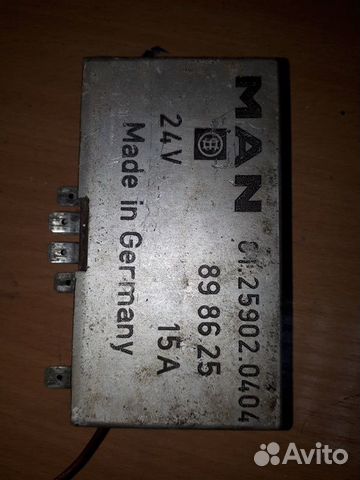 MAN 81.25902.0404
24V 89 86 25
Made in Germany 15A
Avito